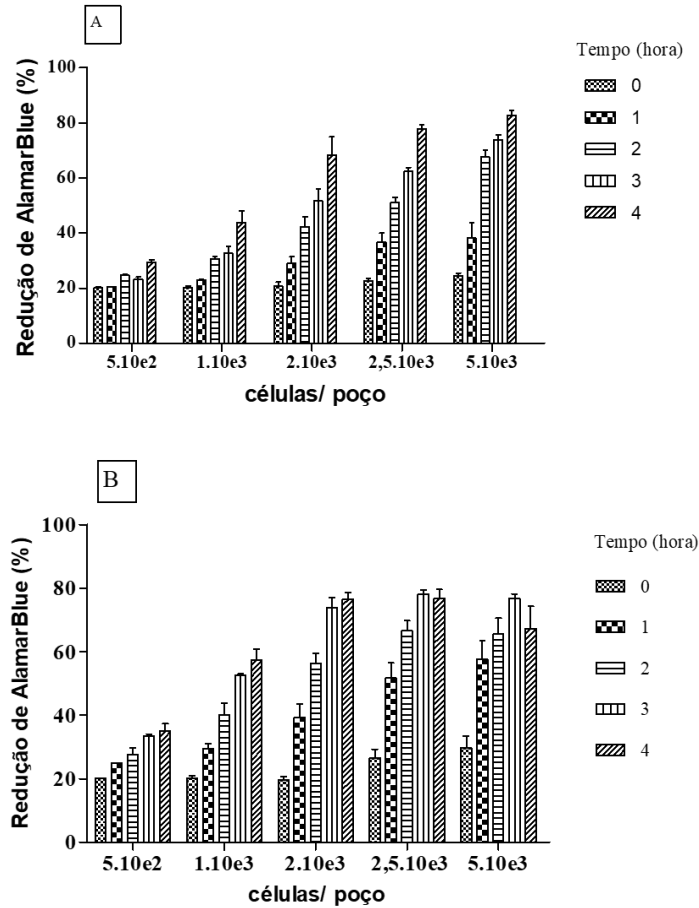 A
Redução de AlamarBlue (%)
100
80
60
40
20
0
5.10e2 1.10e3 2.10e3 2,5.10e3 5.10e3
células/ poço
Tempo (hora)
0
1
2
3
4
B
Redução de AlamarBlue (%)
100
80
60
40
20
0
5.10e2 1.10e3 2.10e3 2,5.10e3 5.10e3
células/ poço
Tempo (hora)
0
1
2
3
4